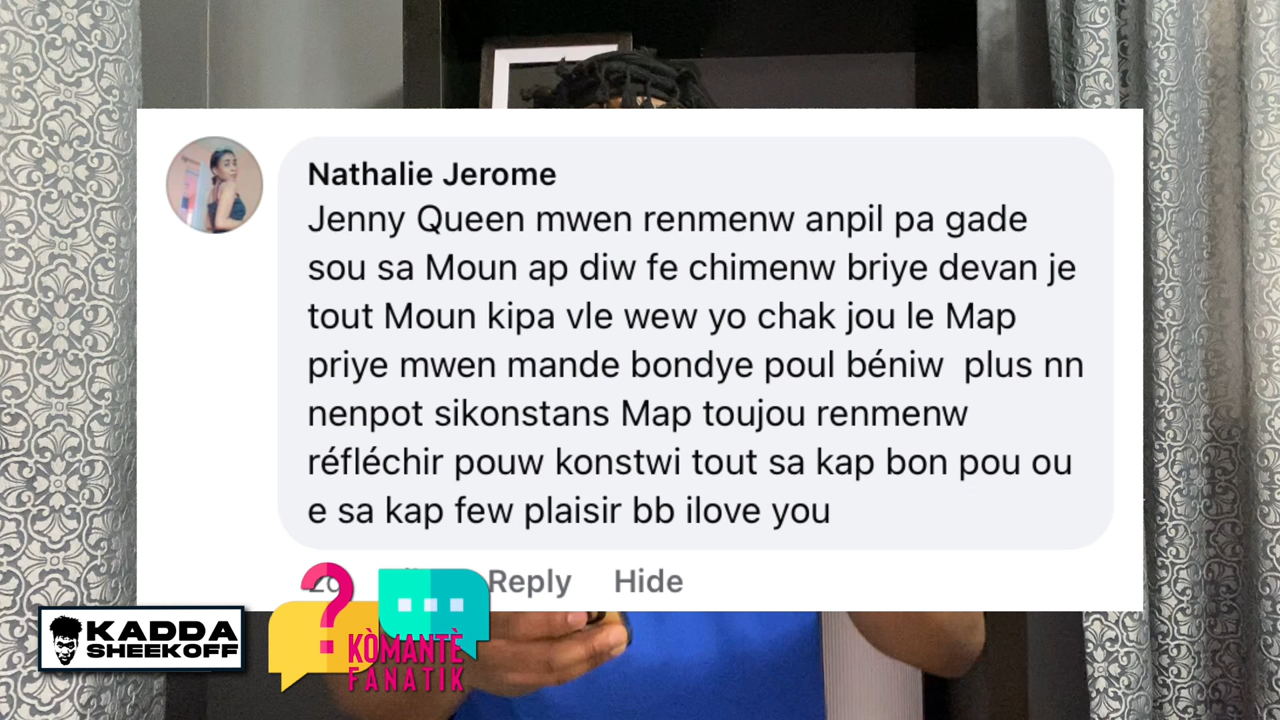 Nathalie Jerome
Jenny Queen mwen renmenw anpil pa gade
sou sa Moun ap diw fe chimenw briye devan je
tout Moun kipa vle wew yo chak jou le Map
priye mwen mande bondye poul béniw  plus nn
nenpot sikonstans Map toujou renmenw
réfléchir pouw konstwi tout sa kap bon pou ou
e sa kap few plaisir bb ilove you
Reply Hide
KADDA
SHEEKOFF
?
KÒMANTÈ
FANATIK